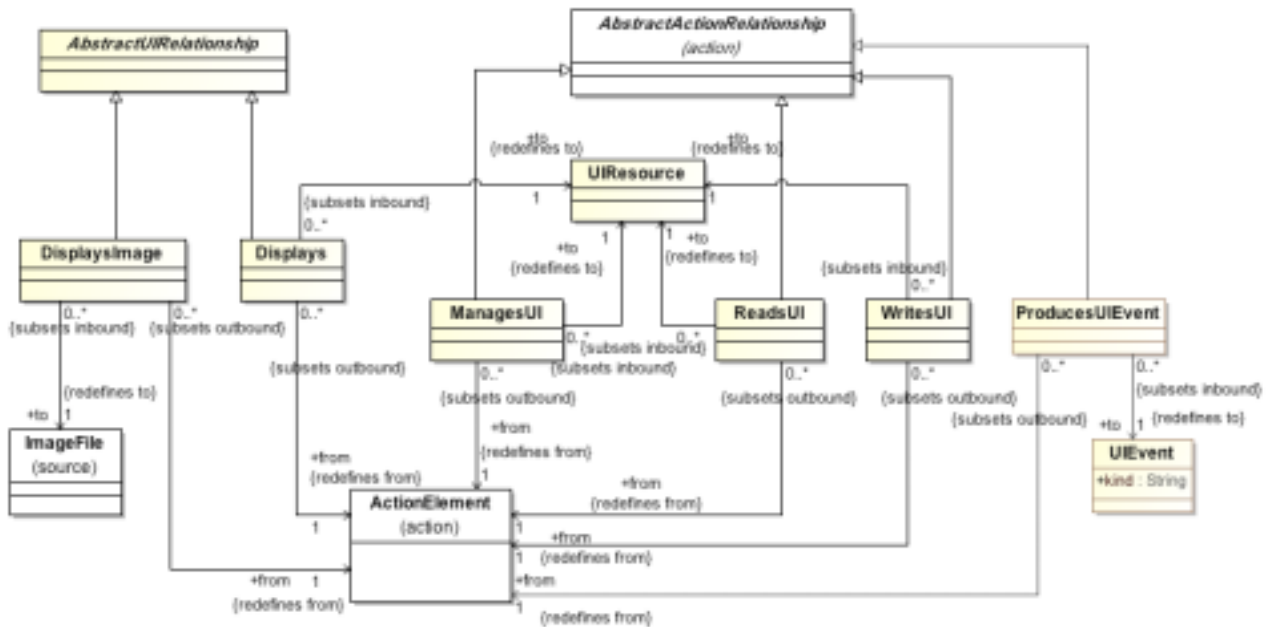 AbstractActionRelationship
(action)
AbstractUIRelationship
+to
{redefines to}
+to
{redefines to}
UIResource
1
1
{subsets inbound}
0..*
DisplaysImage
Displays
1
+to
{redefines to}
1
+to
{redefines to}
{subsets inbound}
0..*
ManagesUI
ReadsUI
WritesUI
ProducesUIEvent
0..*
{subsets inbound}
0..*
{subsets outbound}
0..*
0..*
{subsets inbound}
0..*
{subsets inbound}
{subsets outbound}
0..*
{subsets outbound}
0..*
{subsets outbound}
0..*
{subsets outbound}
0..*
{subsets outbound}
0..*
{subsets inbound}
{redefines to}
+to
1
{redefines to}
+to
1
ImageFile
(source)
+from
{redefines from}
1
+from
{redefines from}
1
UIEvent
+kind : String
ActionElement
(action)
+from
{redefines from}
1
+from
{redefines from}
1
+from
{redefines from}
1
+from
{redefines from}
1